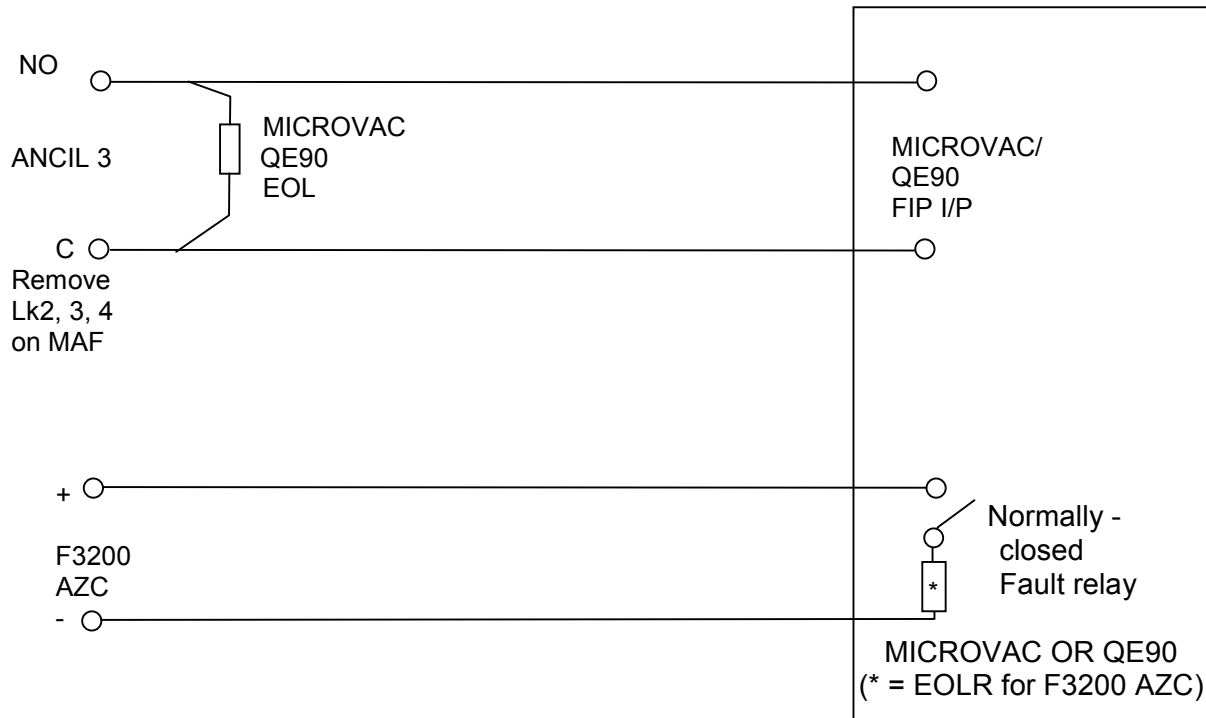 NO
ANCIL 3
C
Remove
Lk2, 3, 4
on MAF
MICROVAC
QE90
EOL
MICROVAC/
QE90
FIP I/P
+
F3200
AZC
-
Normally -
closed
Fault relay
*
MICROVAC OR QE90
(* = EOLR for F3200 AZC)